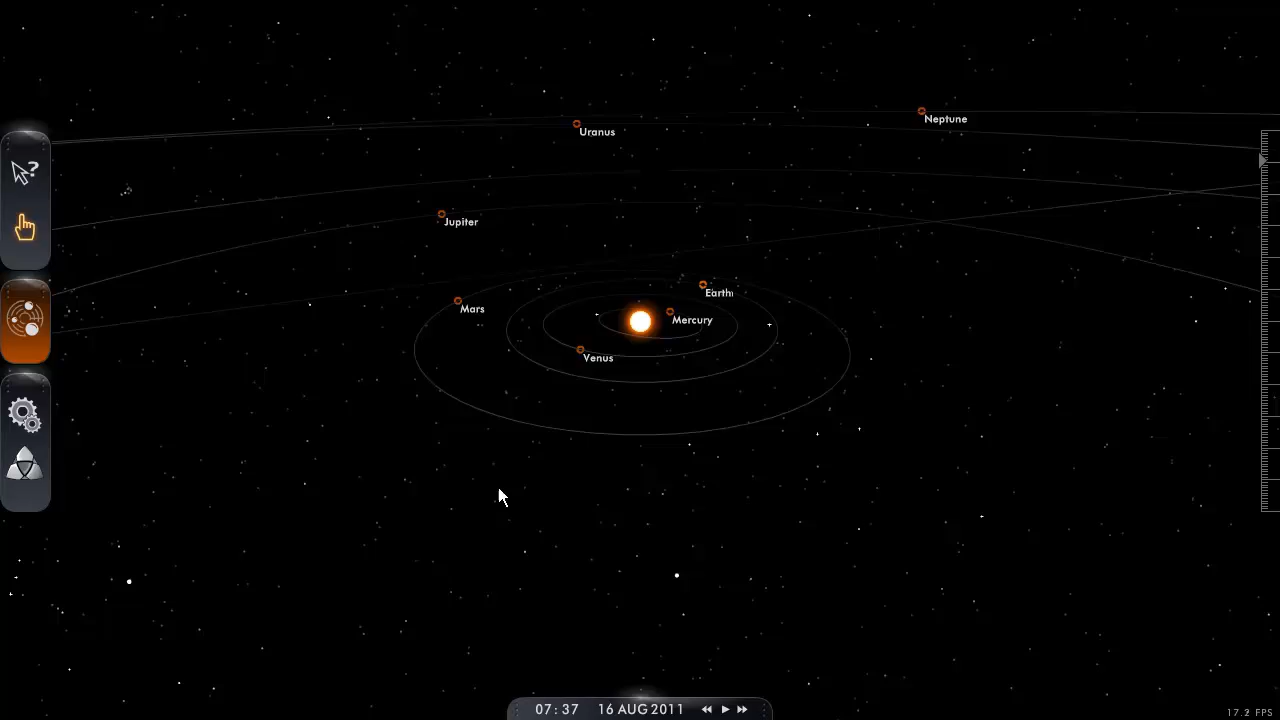 Neptune
Uranus
Jupiter
Earth
Mars
Mercury
Venus
07:37 16 AUG 2011
17.2 FPS